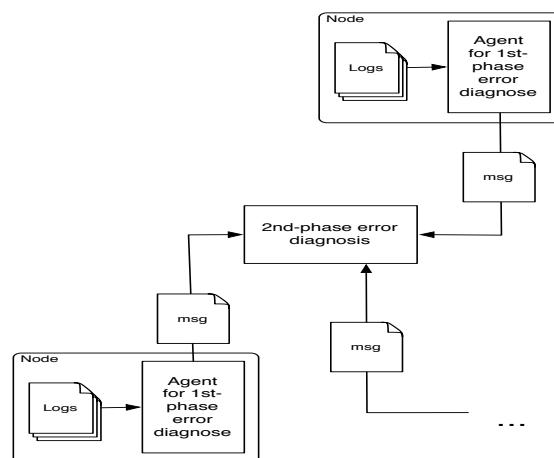 Node
Logs
Agent
for 1st-
phase
error
diagnose
msg
2nd-phase error
diagnosis
msg
msg
Node
Logs
Agent
for 1st-
phase
error
diagnose
...